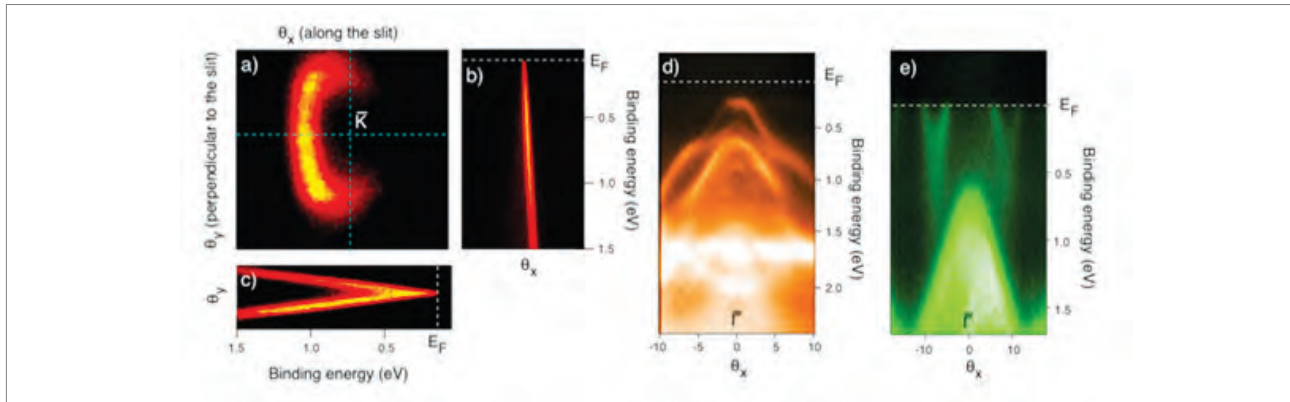 θx (along the slit)
a)
K̄
θy (perpendicular to the slit)
b)
EF
0.5
1.0
1.5
Binding energy (eV)
θx
c)
θy
1.5
1.0
0.5
EF
Binding energy (eV)
d)
EF
0.5
1.0
1.5
2.0
Binding energy (eV)
Γ̄
-10
-5
0
5
10
θx
e)
EF
0.5
1.0
1.5
Binding energy (eV)
Γ̄
-10
0
10
θx